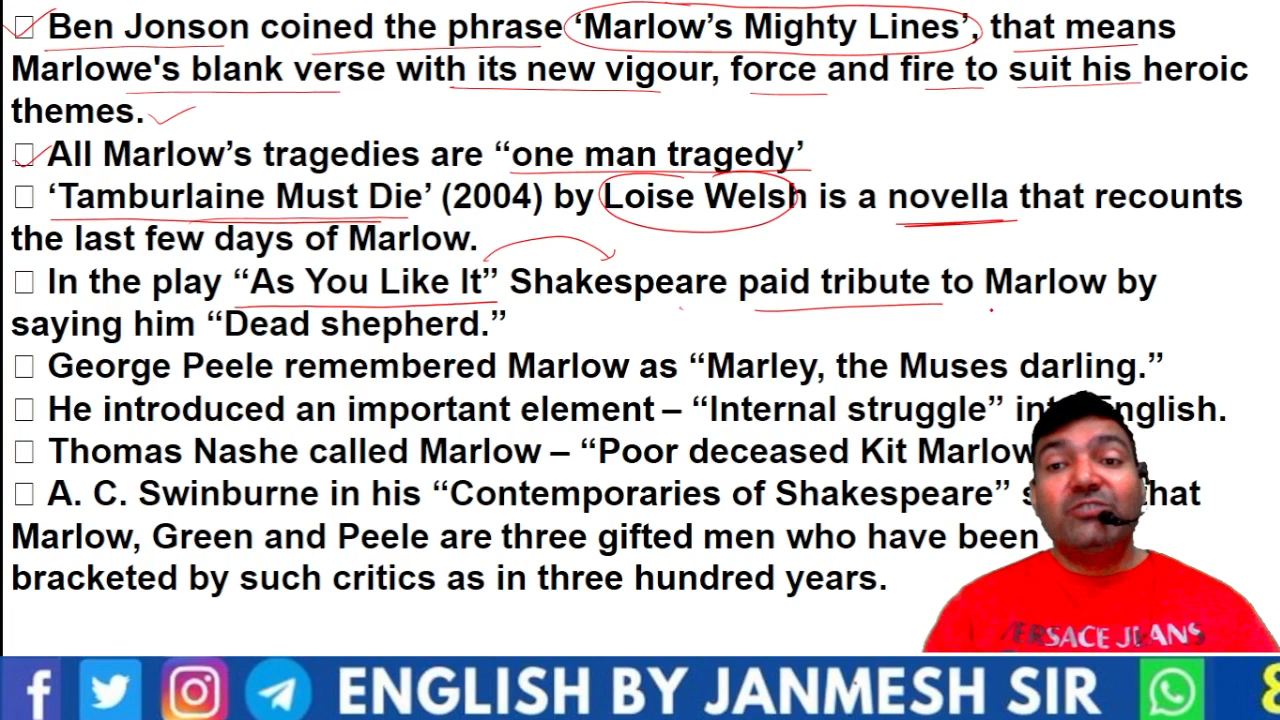 □ Ben Jonson coined the phrase ‘Marlow’s Mighty Lines’, that means
Marlowe's blank verse with its new vigour, force and fire to suit his heroic
themes.
□ All Marlow’s tragedies are “one man tragedy’
□ ‘Tamburlaine Must Die’ (2004) by Loise Welsh is a novella that recounts
the last few days of Marlow.
□ In the play “As You Like It” Shakespeare paid tribute to Marlow by
saying him “Dead shepherd.”
□ George Peele remembered Marlow as “Marley, the Muses darling.”
□ He introduced an important element – “Internal struggle” English.
□ Thomas Nashe called Marlow – “Poor deceased Kit Marlow
□ A. C. Swinburne in his “Contemporaries of Shakespeare” that
Marlow, Green and Peele are three gifted men who have been
bracketed by such critics as in three hundred years.
SACE JEANS
ENGLISH BY JANMESH SIR 8